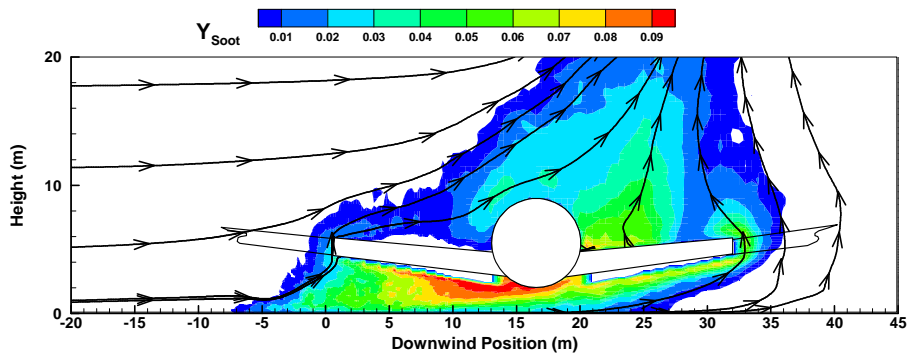 Y_Soot
0.01 0.02 0.03 0.04 0.05 0.06 0.07 0.08 0.09
20
10
0
Height (m)
-20 -15 -10 -5 0 5 10 15 20 25 30 35 40 45
Downwind Position (m)